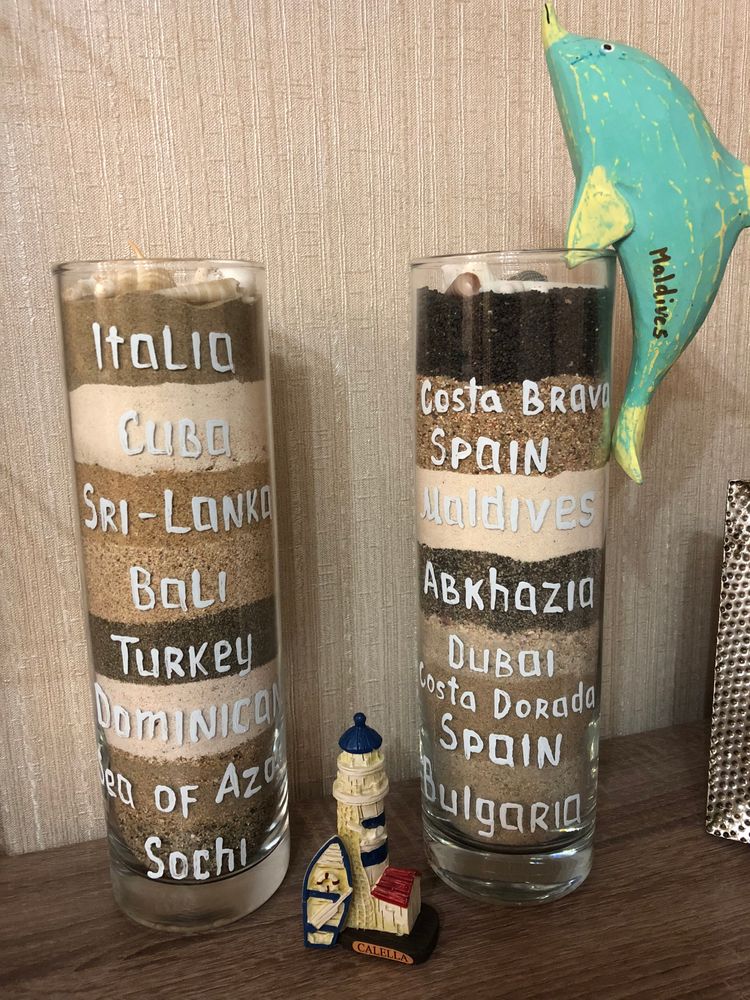 Italia
Cuba
Sri-Lanka
Bali
Turkey
Dominican
Sea of Azov
Sochi
Costa Brava
Spain
Maldives
Abkhazia
Dubai
Costa Dorada
Spain
Bulgaria
Maldives
CALELLA